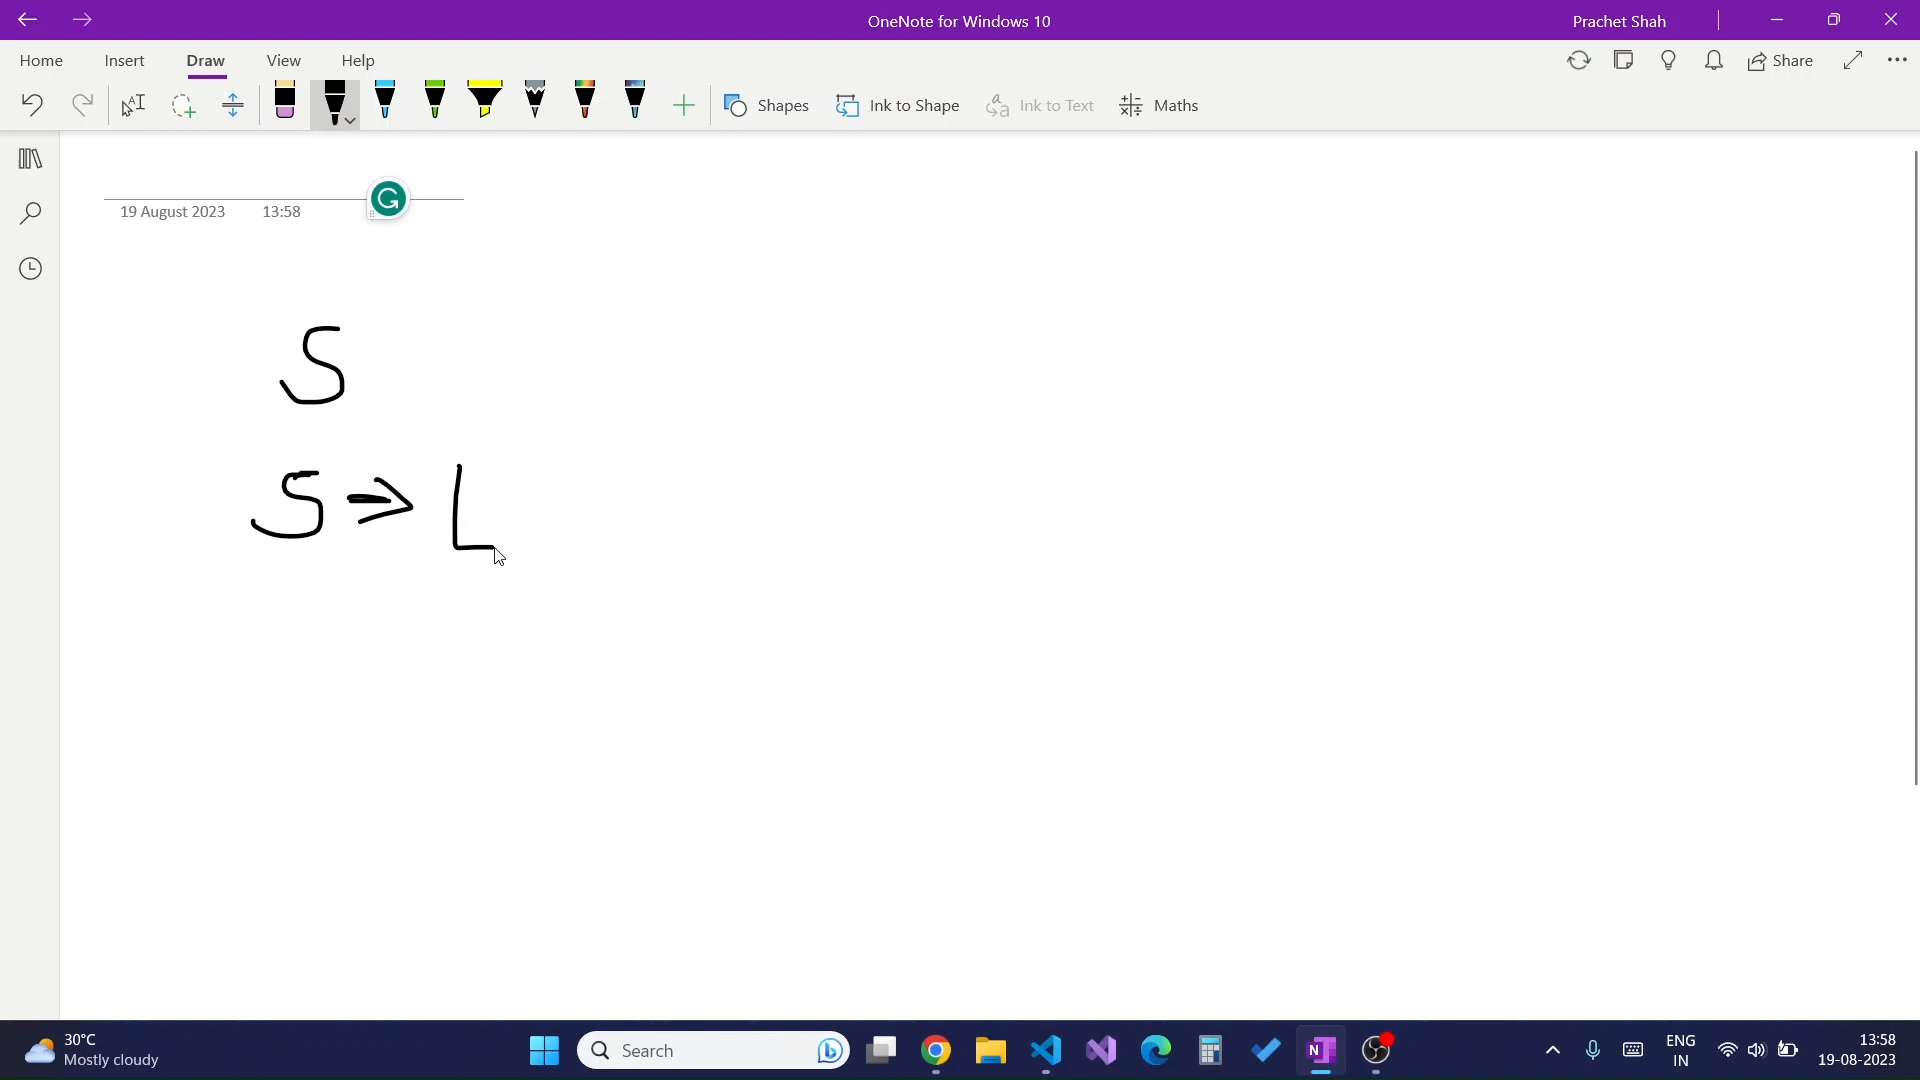 OneNote for Windows 10 Prachet Shah
Home Insert Draw View Help Share
Shapes Ink to Shape Ink to Text Maths
19 August 2023 13:58
S
S ⇒ L
30°C
Mostly cloudy
Search
ENG
IN
13:58
19-08-2023